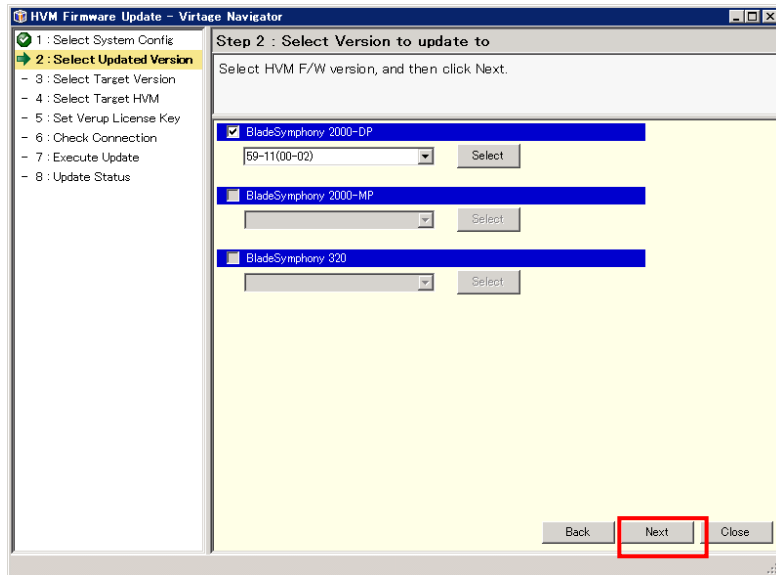 HVM Firmware Update - Virtage Navigator
1 : Select System Config
2 : Select Updated Version
- 3 : Select Target Version
- 4 : Select Target HVM
- 5 : Set Verup License Key
- 6 : Check Connection
- 7 : Execute Update
- 8 : Update Status
Step 2 : Select Version to update to
Select HVM F/W version, and then click Next.
BladeSymphony 2000-DP
59-11(00-02) Select
BladeSymphony 2000-MP
Select
BladeSymphony 320
Select
Back Next Close